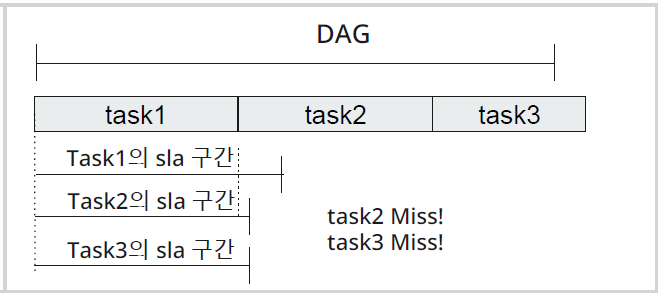 DAG
task1 task2 task3
Task1의 sla 구간
Task2의 sla 구간
Task3의 sla 구간
task2 Miss!
task3 Miss!